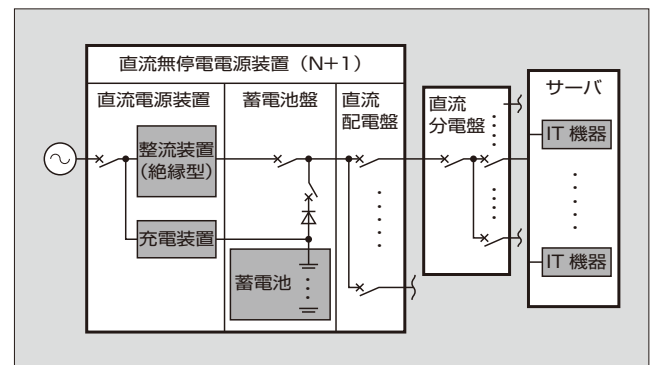 直流無停電電源装置（N+1）
直流電源装置
蓄電池盤
直流
配電盤
直流
分電盤
サーバ
整流装置
(絶縁型)
充電装置
蓄電池
IT 機器
IT 機器